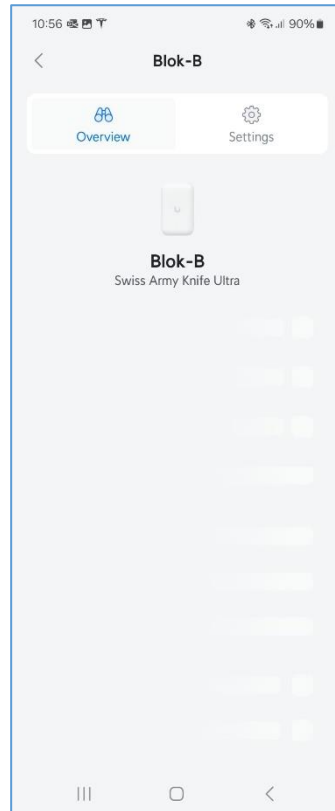 10:56 90%
Blok-B
Overview
Settings
Blok-B
Swiss Army Knife Ultra